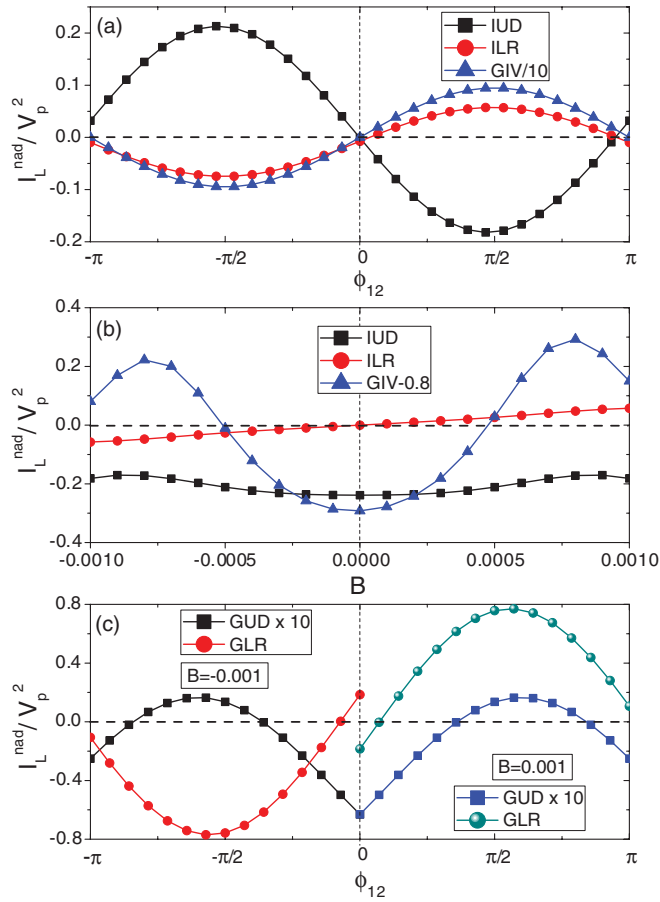 (a)
IUD
ILR
GIV/10
0.2
0.1
0.0
-0.1
-0.2
I_L^nad / V_p^2
-π
-π/2
0
π/2
π
ϕ_12
(b)
IUD
ILR
GIV-0.8
0.4
0.2
0.0
-0.2
-0.4
I_L^nad / V_p^2
-0.0010
-0.0005
0.0000
0.0005
0.0010
B
(c)
GUD x 10
GLR
B=-0.001
B=0.001
GUD x 10
GLR
0.8
0.4
0.0
-0.4
-0.8
I_L^nad / V_p^2
-π
-π/2
0
π/2
π
ϕ_12